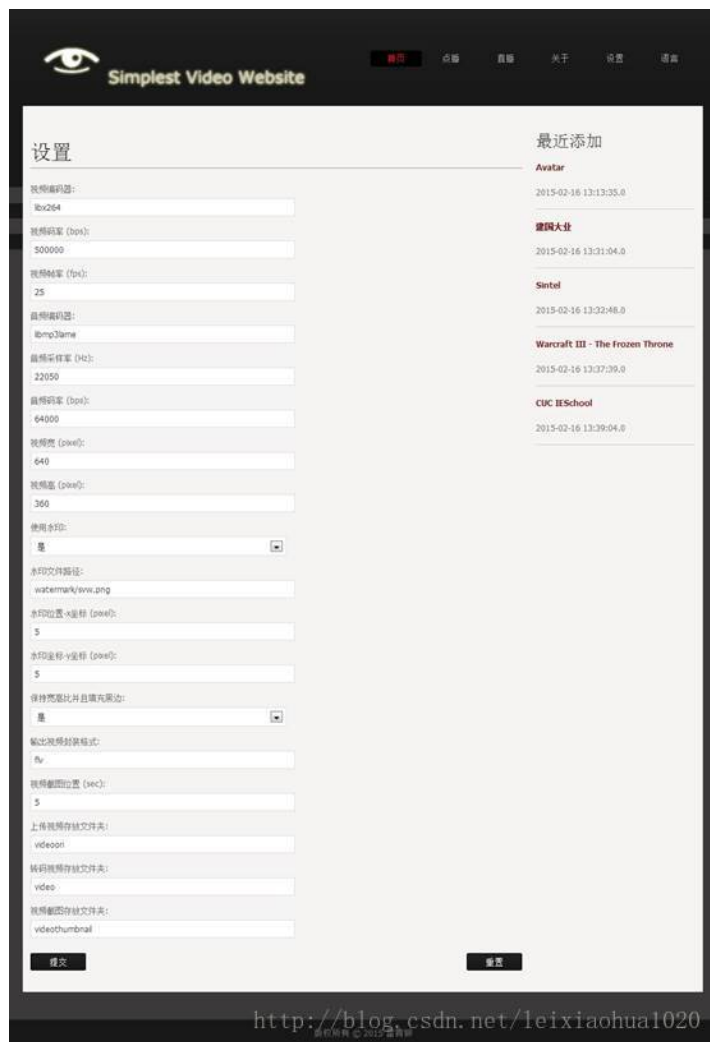 Simplest Video Website
首页 点播 直播 关于 设置 语言
设置
视频编码器:
libx264
视频码率 (bps):
500000
视频帧率 (fps):
25
音频编码器:
libmp3lame
音频采样率 (Hz):
22050
音频码率 (bps):
64000
视频宽 (pixel):
640
视频高 (pixel):
360
使用水印:
是
水印文件路径:
watermark/svw.png
水印位置-x坐标 (pixel):
5
水印坐标-y坐标 (pixel):
5
保持宽高比并且填充黑边:
是
输出视频封装格式:
flv
视频截图位置 (sec):
5
上传视频存放文件夹:
videoori
转码视频存放文件夹:
video
视频截图存放文件夹:
videothumbnail
提交 重置
最近添加
Avatar
2015-02-16 13:13:35.0
建国大业
2015-02-16 13:31:04.0
Sintel
2015-02-16 13:32:48.0
Warcraft III - The Frozen Throne
2015-02-16 13:37:39.0
CUC IESchool
2015-02-16 13:39:04.0
http://blog.csdn.net/leixiaohua1020
版权所有 © 2015